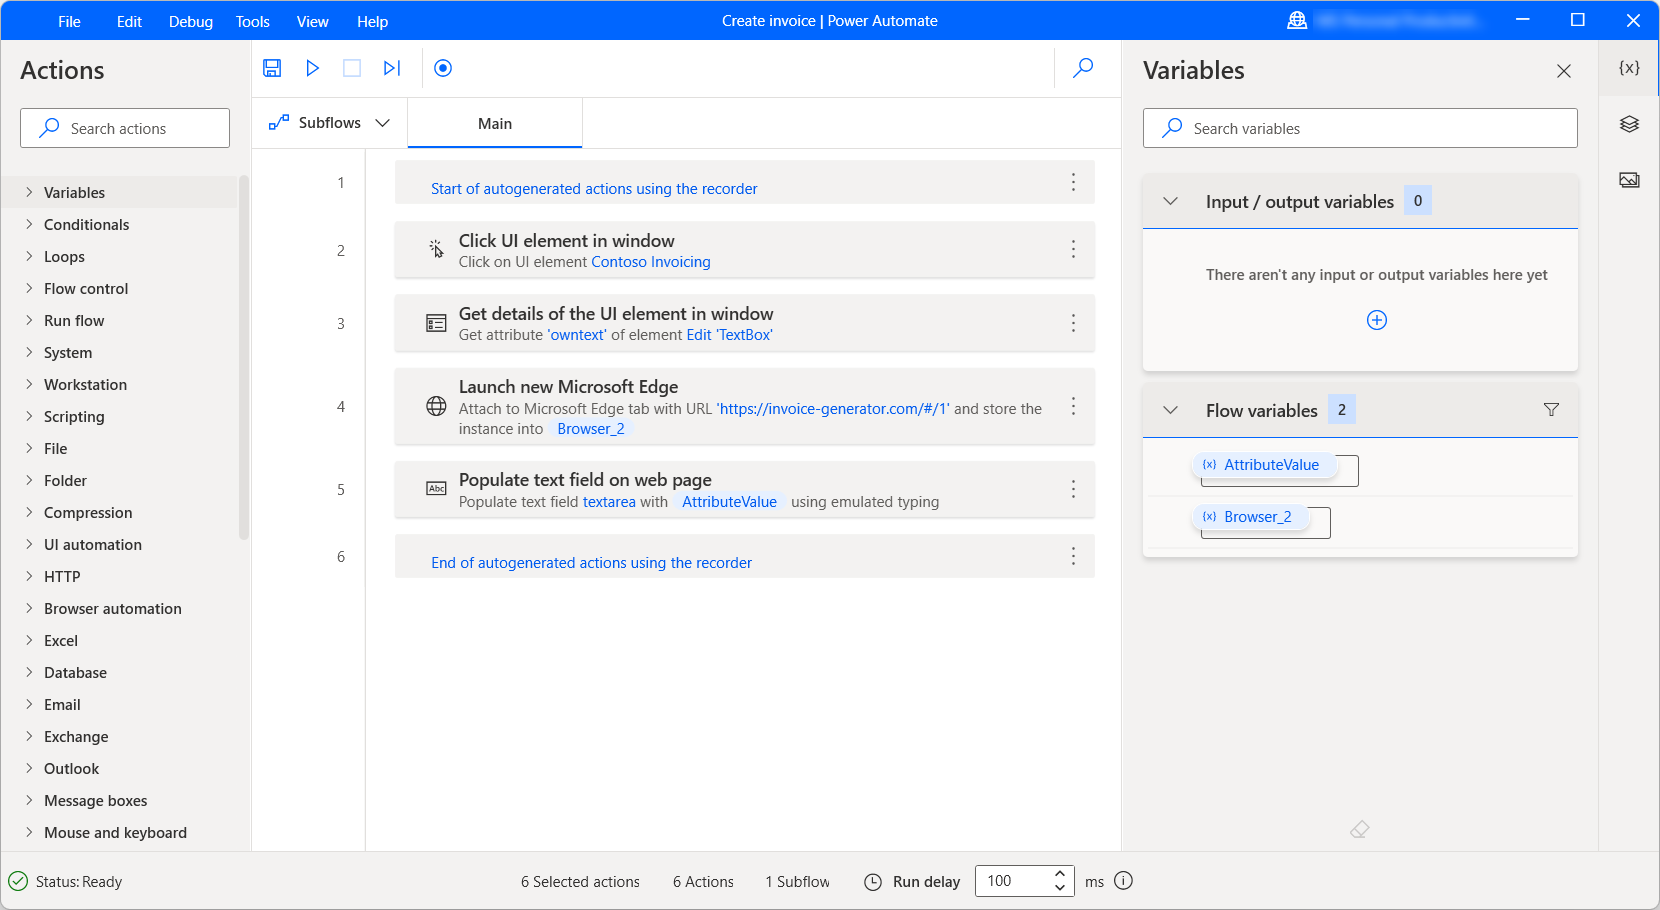 File Edit Debug Tools View Help
Create invoice | Power Automate
Actions
Search actions
Variables
Conditionals
Loops
Flow control
Run flow
System
Workstation
Scripting
File
Folder
Compression
UI automation
HTTP
Browser automation
Excel
Database
Email
Exchange
Outlook
Message boxes
Mouse and keyboard
Subflows
Main
1 Start of autogenerated actions using the recorder
2 Click UI element in window
Click on UI element Contoso Invoicing
3 Get details of the UI element in window
Get attribute 'owntext' of element Edit 'TextBox'
4 Launch new Microsoft Edge
Attach to Microsoft Edge tab with URL 'https://invoice-generator.com/#/1' and store the
instance into Browser_2
5 Abc Populate text field on web page
Populate text field textarea with AttributeValue using emulated typing
6 End of autogenerated actions using the recorder
Variables
{x}
Search variables
Input / output variables 0
There aren't any input or output variables here yet
Flow variables 2
{x} AttributeValue
{x} Browser_2
Status: Ready
6 Selected actions 6 Actions 1 Subflow Run delay 100 ms